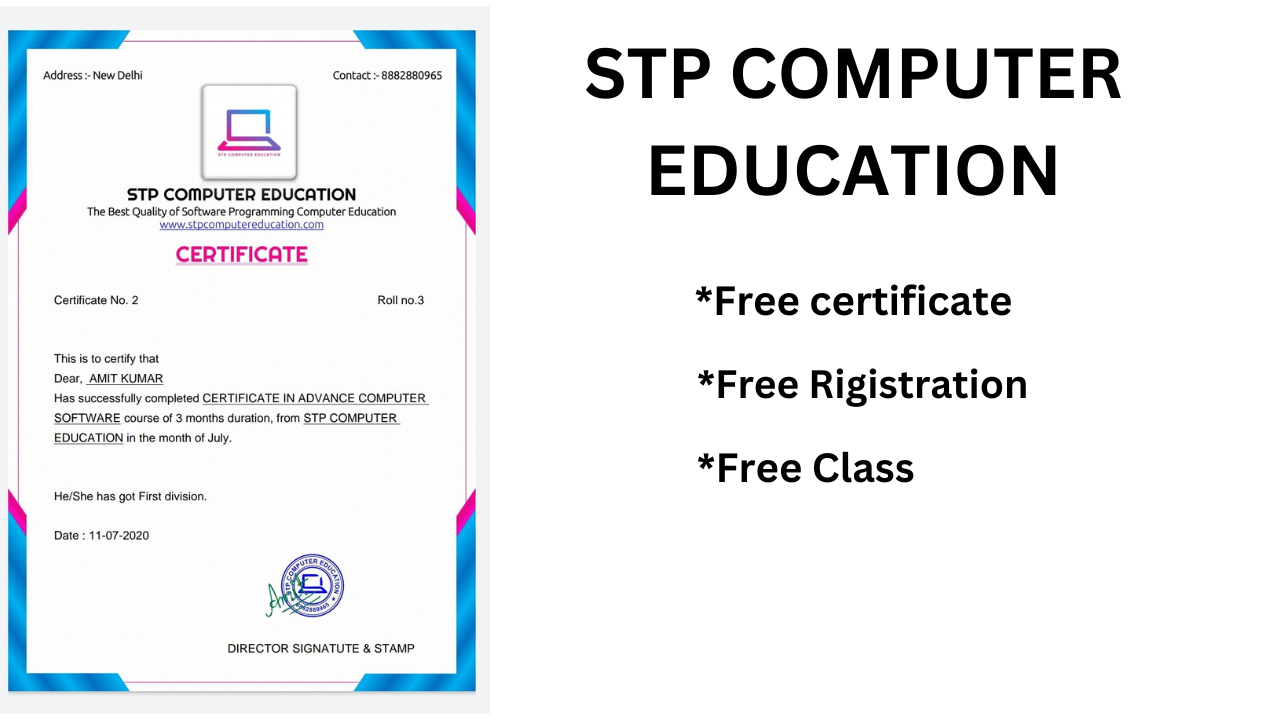 Address :- New Delhi
Contact :- 8882880965
STP COMPUTER EDUCATION
STP COMPUTER EDUCATION
The Best Quality of Software Programming Computer Education
www.stpcomputereducation.com
CERTIFICATE
Certificate No. 2
Roll no.3
This is to certify that
Dear, AMIT KUMAR
Has successfully completed CERTIFICATE IN ADVANCE COMPUTER
SOFTWARE course of 3 months duration, from STP COMPUTER
EDUCATION in the month of July.
He/She has got First division.
Date : 11-07-2020
STP COMPUTER EDUCATION
8882880965
DIRECTOR SIGNATUTE & STAMP
STP COMPUTER
EDUCATION
*Free certificate
*Free Rigistration
*Free Class